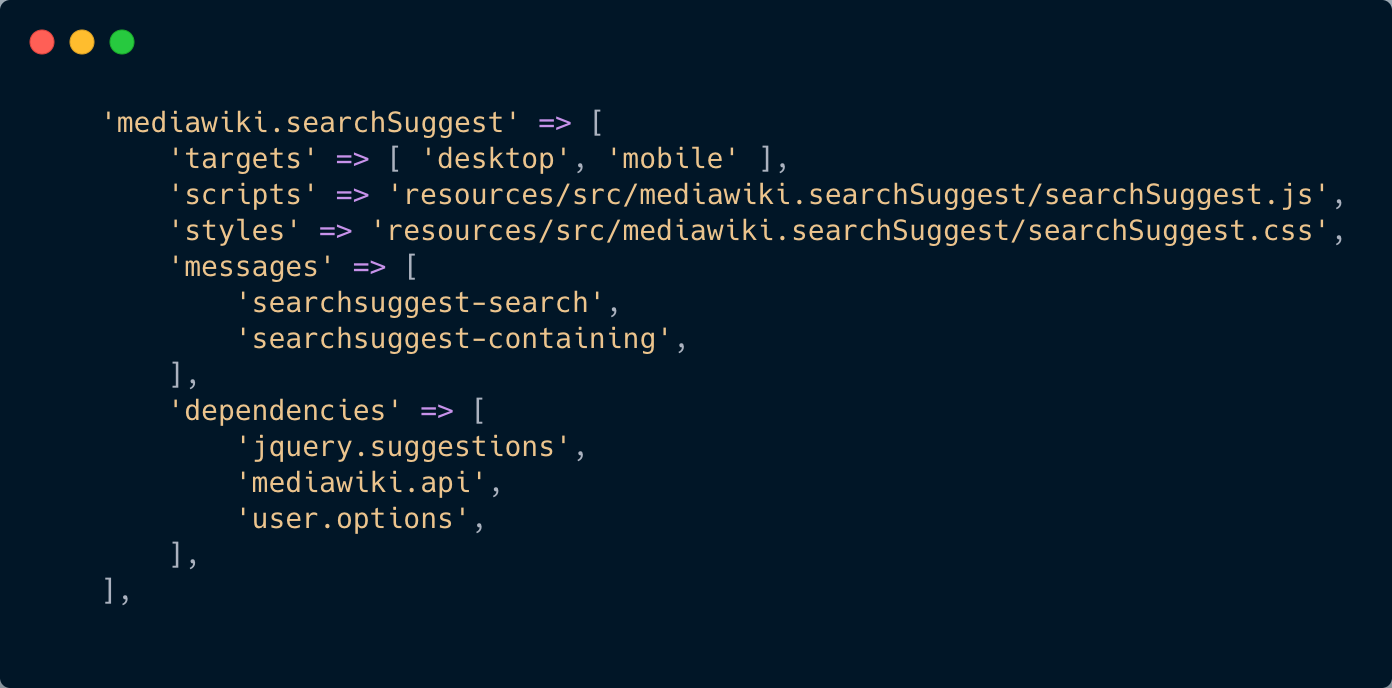 'mediawiki.searchSuggest' => [
    'targets' => [ 'desktop', 'mobile' ],
    'scripts' => 'resources/src/mediawiki.searchSuggest/searchSuggest.js',
    'styles' => 'resources/src/mediawiki.searchSuggest/searchSuggest.css',
    'messages' => [
        'searchsuggest-search',
        'searchsuggest-containing',
    ],
    'dependencies' => [
        'jquery.suggestions',
        'mediawiki.api',
        'user.options',
    ],
],